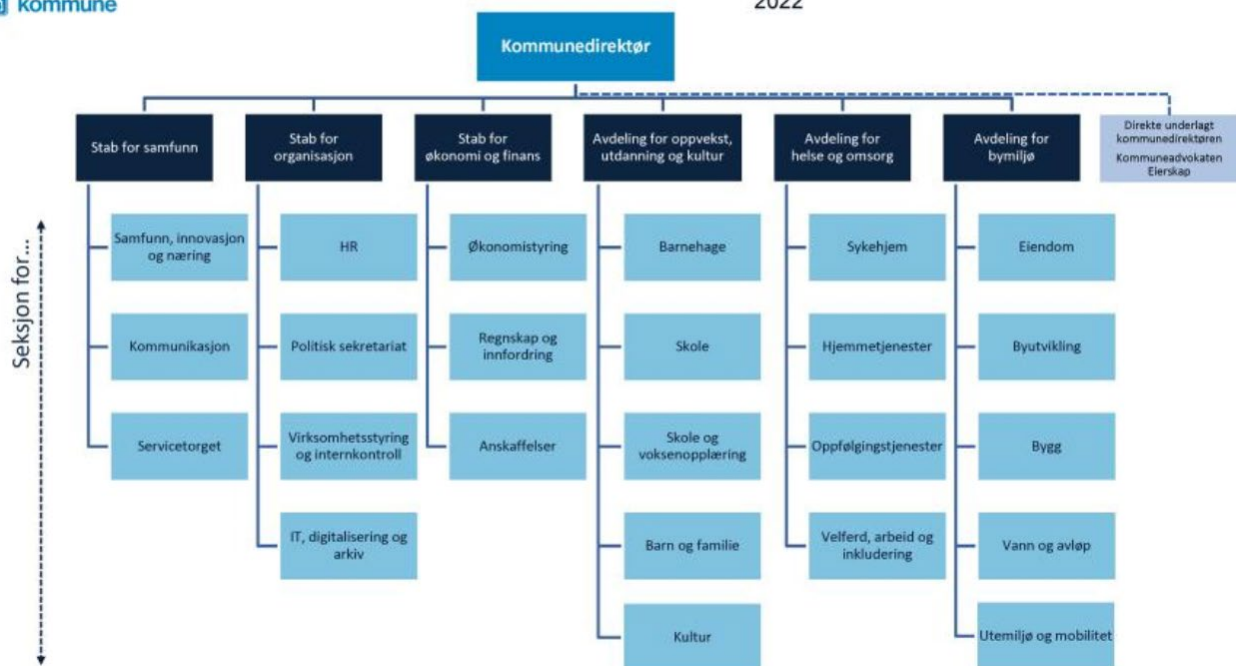 kommune
2022
Kommunedirektør
Stab for samfunn
Stab for
organisasjon
Stab for
økonomi og finans
Avdeling for oppvekst,
utdanning og kultur
Avdeling for
helse og omsorg
Avdeling for
bymiljø
Direkte underlagt
kommunedirektøren
Kommuneadvokaten
Eierskap
Seksjon for...
Samfunn, innovasjon
og næring
Kommunikasjon
Servicetorget
HR
Politisk sekretariat
Virksomhetsstyring
og internkontroll
IT, digitalisering og
arkiv
Økonomistyring
Regnskap og
innfordring
Anskaffelser
Barnehage
Skole
Skole og
voksenopplæring
Barn og familie
Kultur
Sykehjem
Hjemmetjenester
Oppfølgingstjenester
Velferd, arbeid og
inkludering
Eiendom
Byutvikling
Bygg
Vann og avløp
Utemiljø og mobilitet